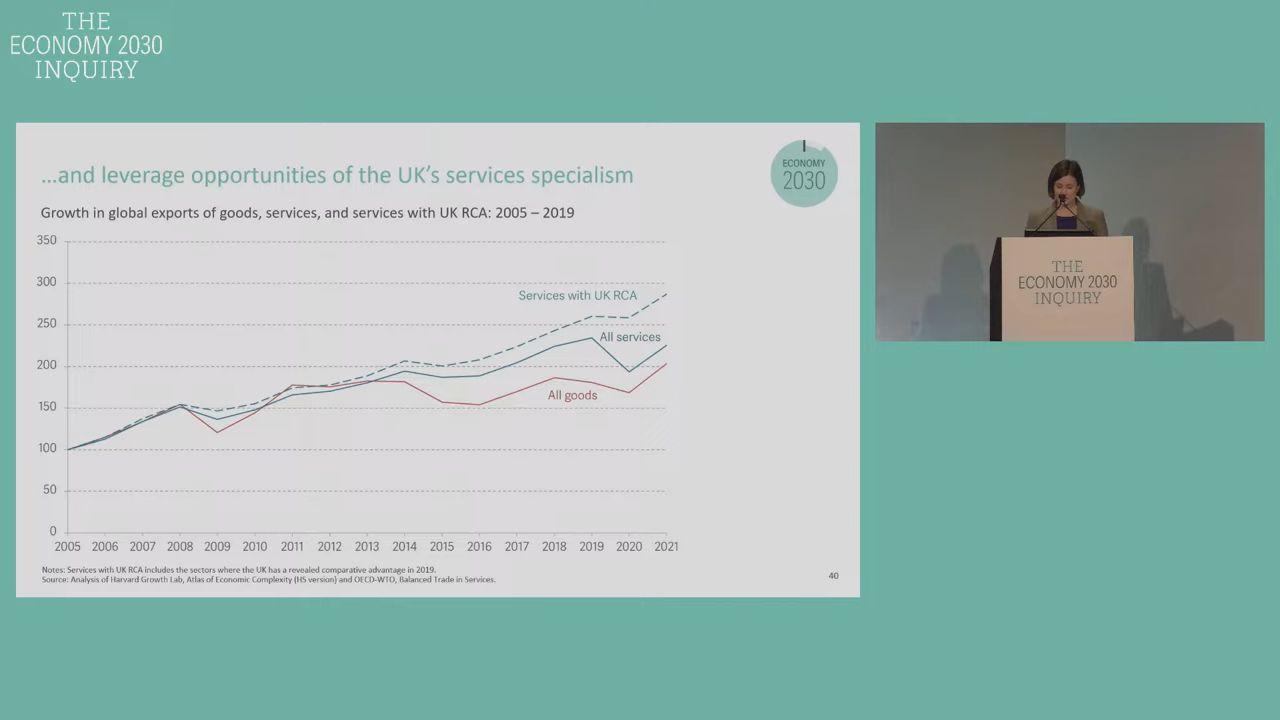 THE
ECONOMY 2030
INQUIRY
...and leverage opportunities of the UK's services specialism
ECONOMY
2030
Growth in global exports of goods, services, and services with UK RCA: 2005 – 2019
350
300
250
200
150
100
50
0
Services with UK RCA
All services
All goods
2005 2006 2007 2008 2009 2010 2011 2012 2013 2014 2015 2016 2017 2018 2019 2020 2021
Notes: Services with UK RCA includes the sectors where the UK has a revealed comparative advantage in 2019.
Source: Analysis of Harvard Growth Lab, Atlas of Economic Complexity (HS version) and OECD-WTO, Balanced Trade in Services.
40
THE
ECONOMY 2030
INQUIRY